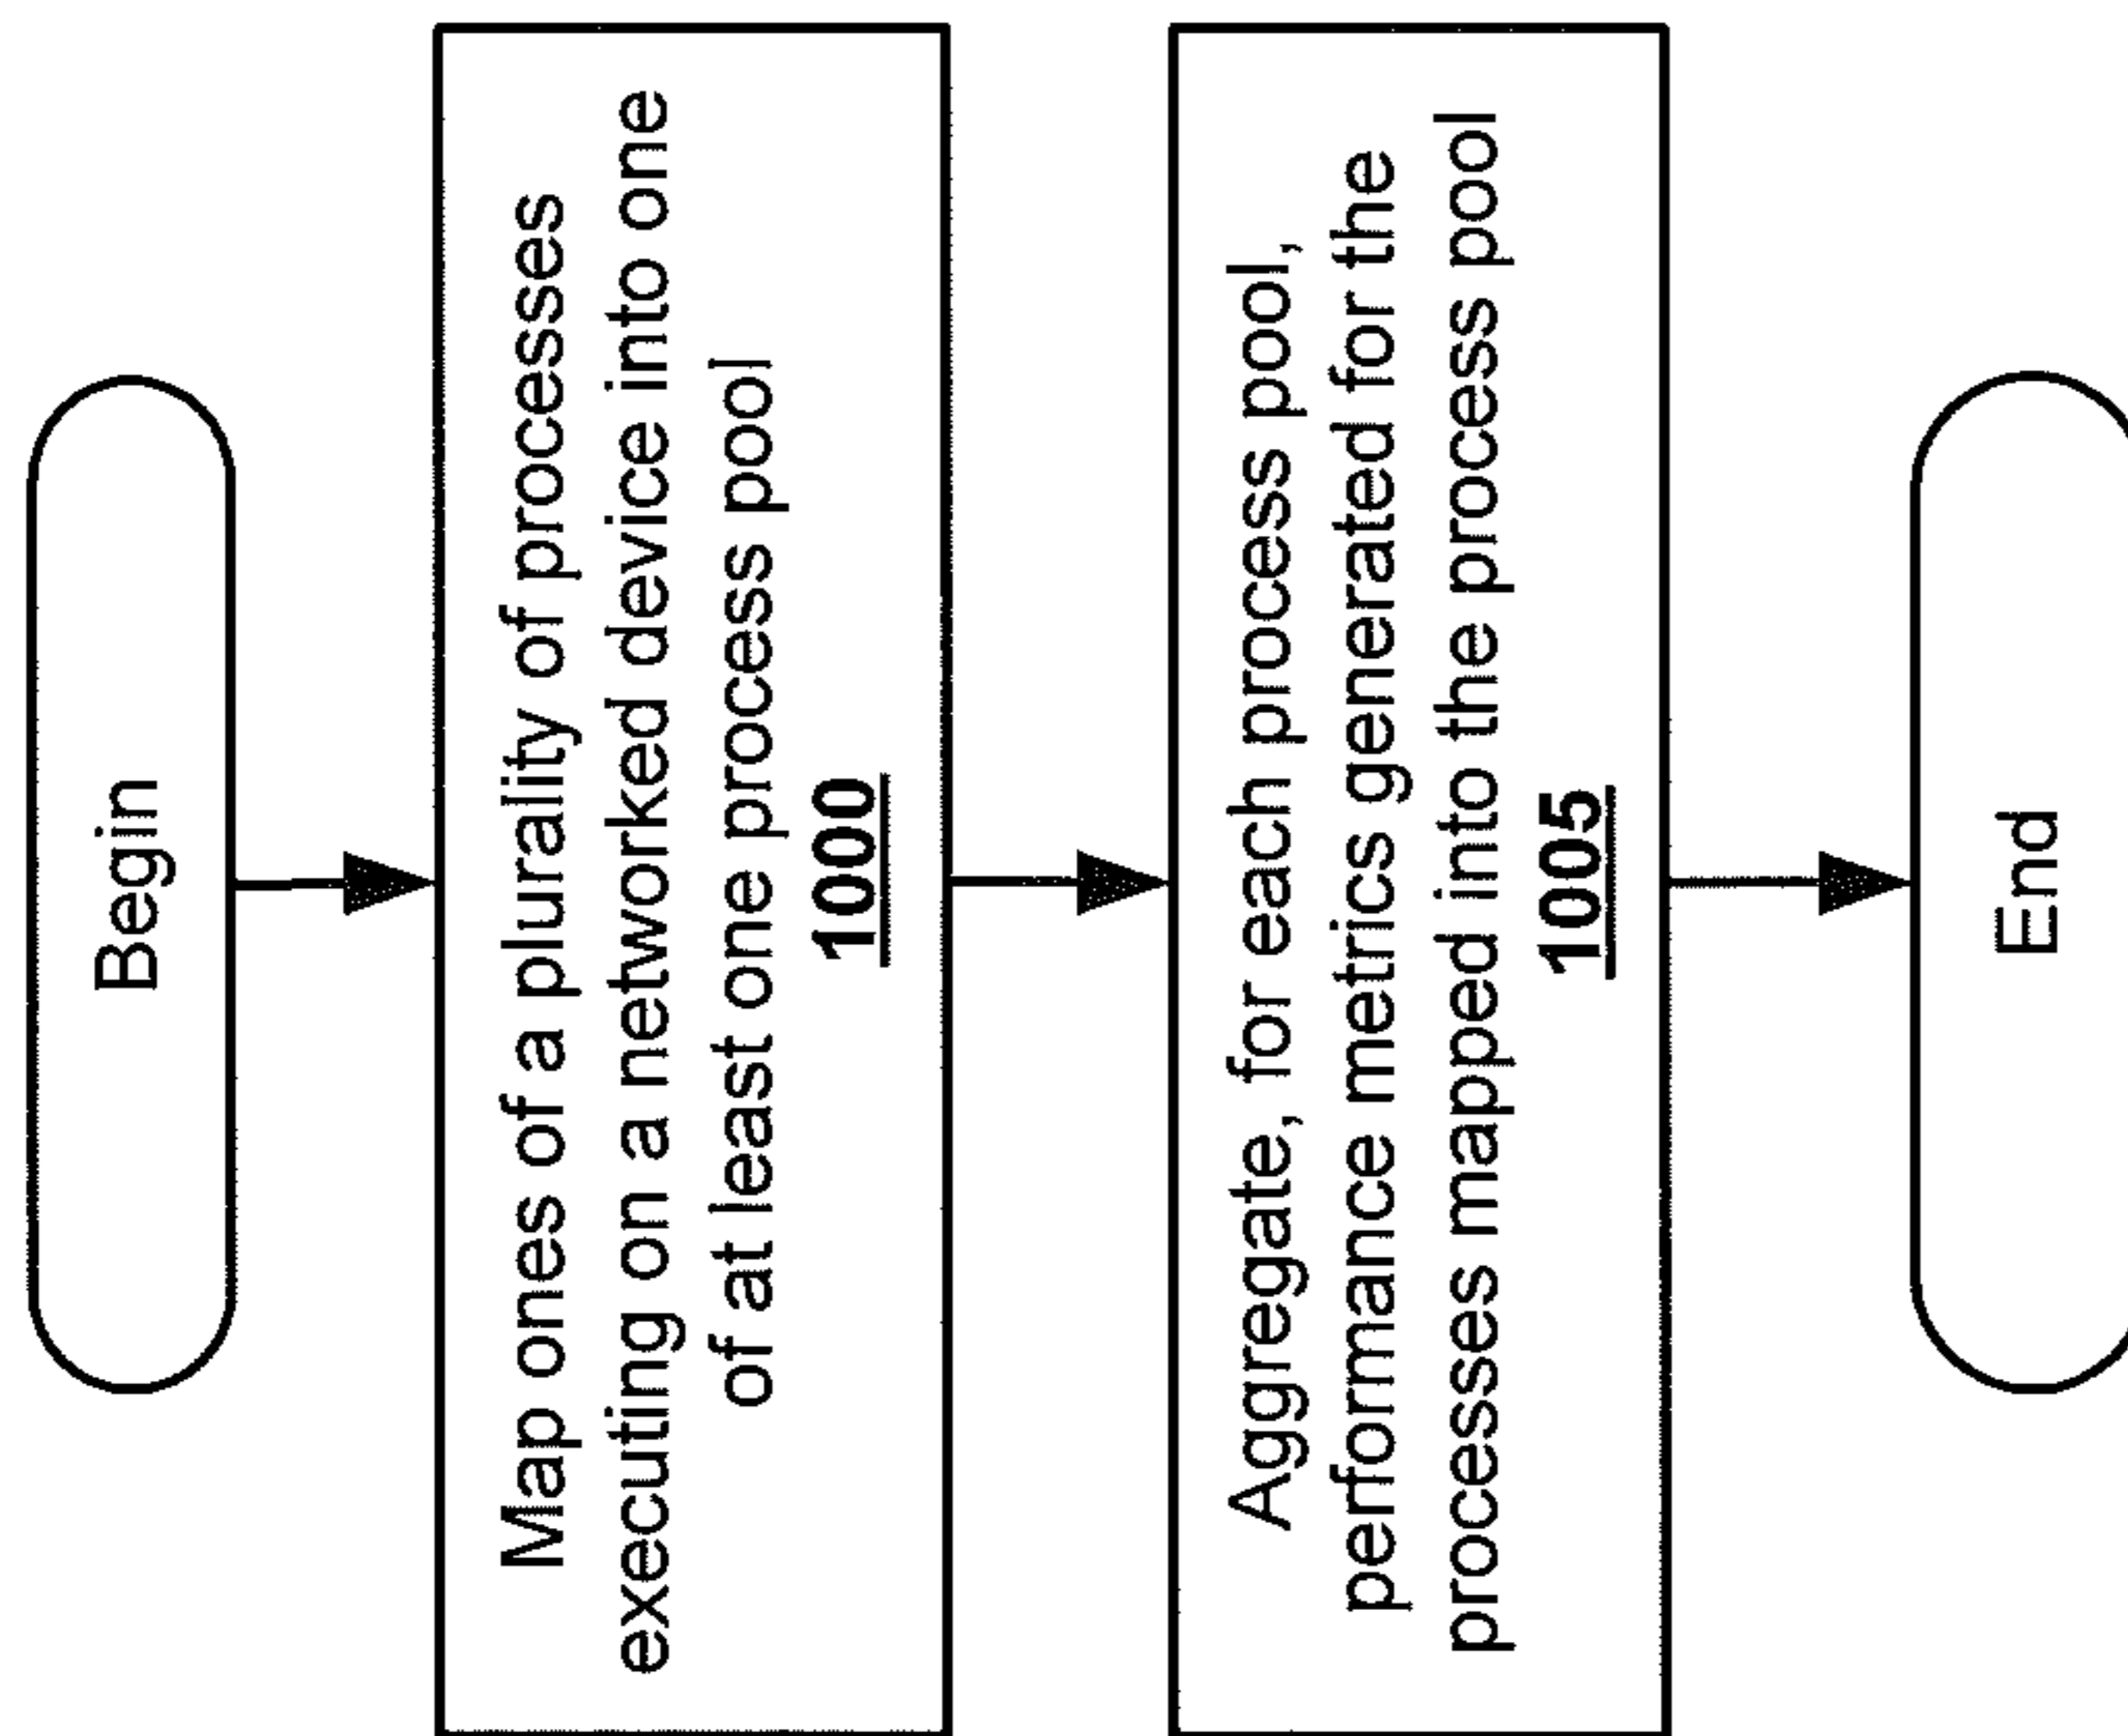 Begin
Map ones of a plurality of processes
executing on a networked device into one
of at least one process pool
1000
Aggregate, for each process pool,
performance metrics generated for the
processes mapped into the process pool
1005
End